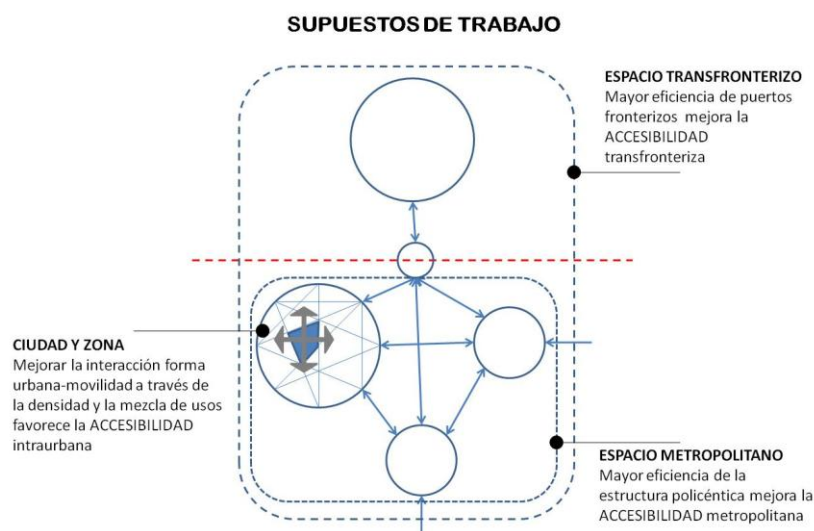 SUPUESTOS DE TRABAJO
ESPACIO TRANSFRONTERIZO
Mayor eficiencia de puertos
fronterizos mejora la
ACCESIBILIDAD
transfronteriza
CIUDAD Y ZONA
Mejorar la interacción forma
urbana-movilidad a través de
la densidad y la mezcla de usos
favorece la ACCESIBILIDAD
intraurbana
ESPACIO METROPOLITANO
Mayor eficiencia de la
estructura policéntica mejora la
ACCESIBILIDAD metropolitana